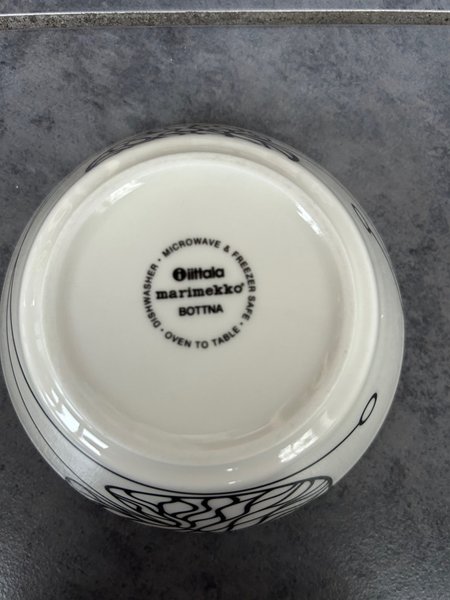 DISHWASHER • MICROWAVE & FREEZER SAFE •
iittala
marimekko®
BOTTNA
• OVEN TO TABLE •